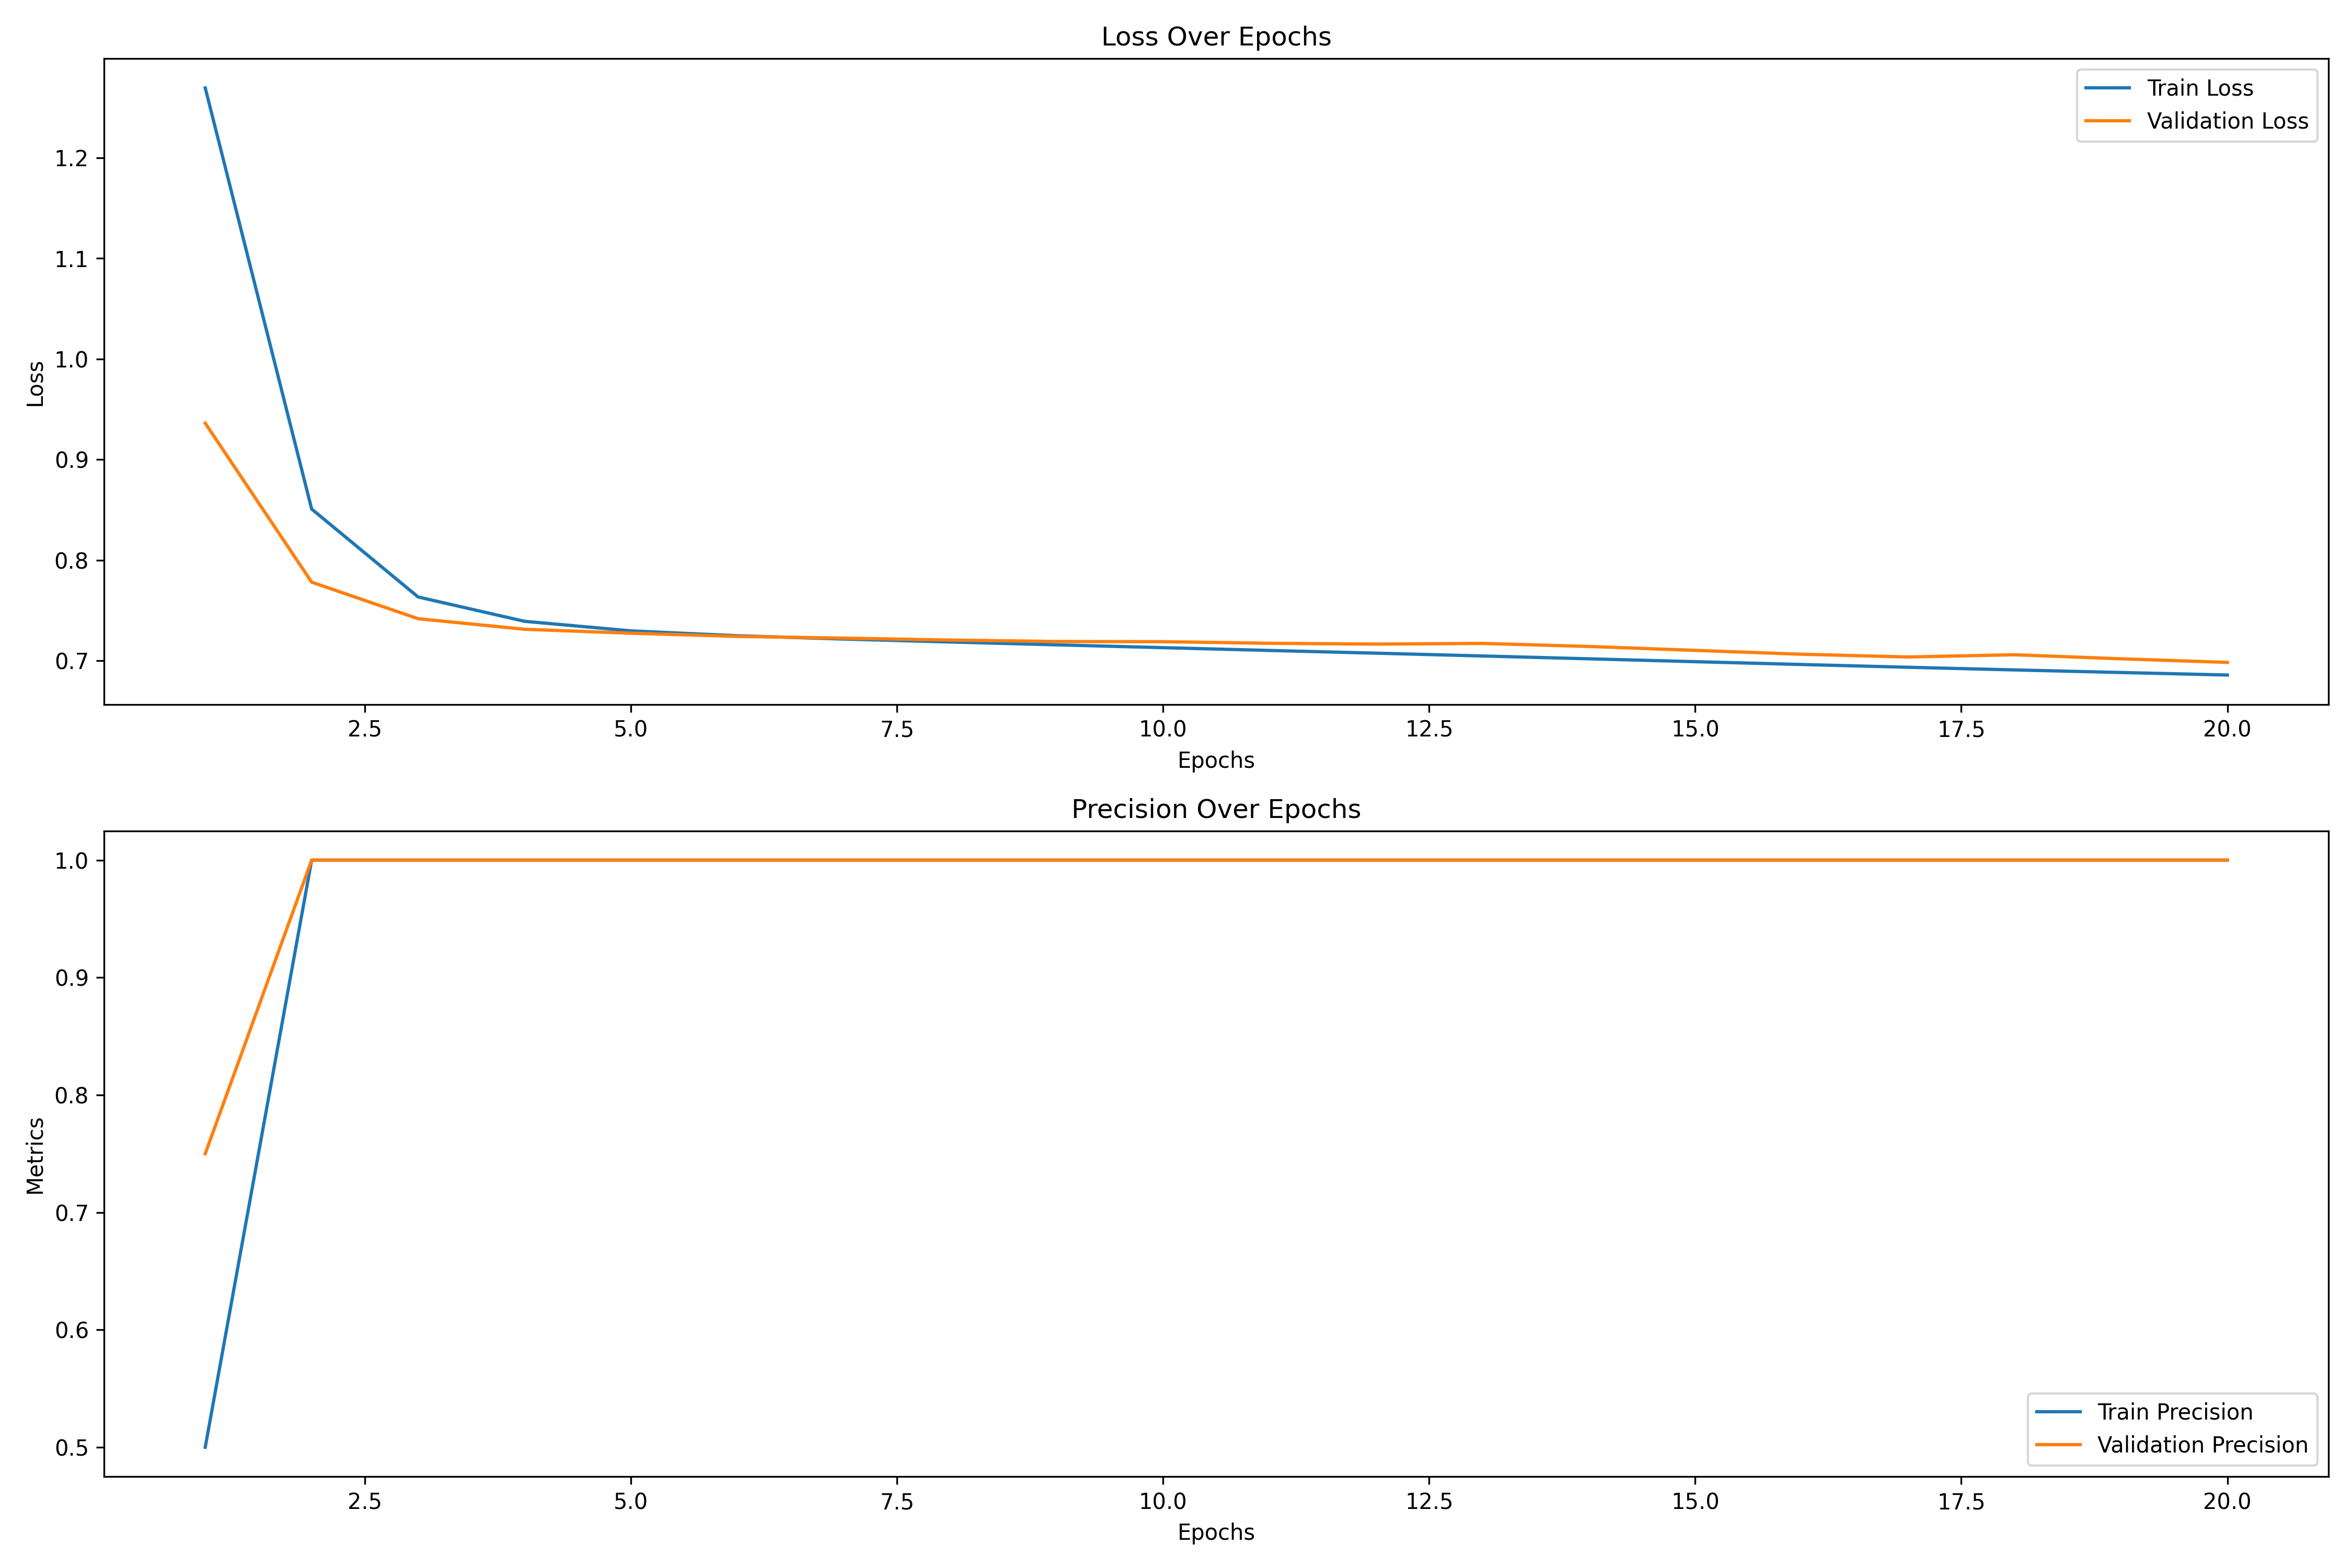 Loss Over Epochs
Train Loss
Validation Loss
1.2
1.1
1.0
0.9
0.8
0.7
Loss
2.5 5.0 7.5 10.0 12.5 15.0 17.5 20.0
Epochs
Precision Over Epochs
1.0
0.9
0.8
0.7
0.6
0.5
Metrics
Train Precision
Validation Precision
2.5 5.0 7.5 10.0 12.5 15.0 17.5 20.0
Epochs